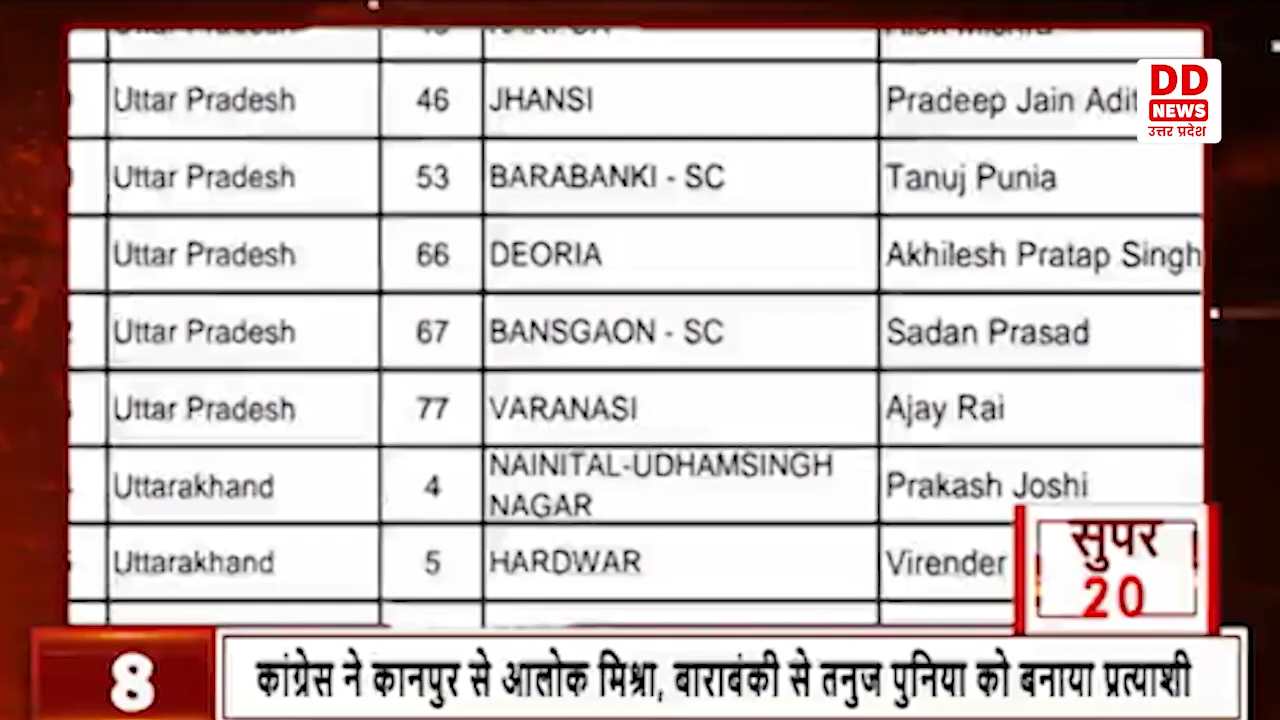 Uttar Pradesh 46 JHANSI Pradeep Jain
DD
NEWS
उत्तर प्रदेश
Uttar Pradesh 53 BARABANKI - SC Tanuj Punia
Uttar Pradesh 66 DEORIA Akhilesh Pratap Singh
Uttar Pradesh 67 BANSGAON - SC Sadan Prasad
Uttar Pradesh 77 VARANASI Ajay Rai
Uttarakhand 4 NAINITAL-UDHAMSINGH NAGAR Prakash Joshi
Uttarakhand 5 HARDWAR Virender
सुपर
20
8
कांग्रेस ने कानपुर से आलोक मिश्रा, बाराबंकी से तनुज पुनिया को बनाया प्रत्याशी